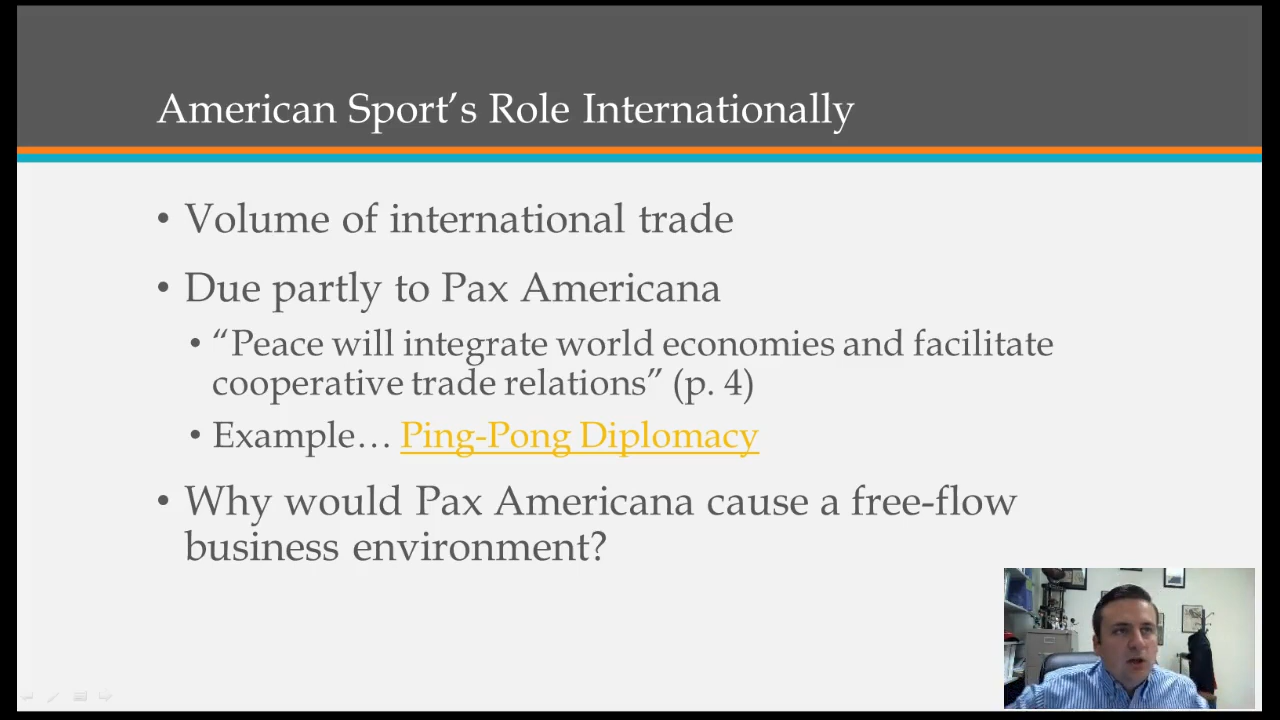 American Sport’s Role Internationally
• Volume of international trade
• Due partly to Pax Americana
• “Peace will integrate world economies and facilitate
cooperative trade relations” (p. 4)
• Example… Ping-Pong Diplomacy
• Why would Pax Americana cause a free-flow
business environment?